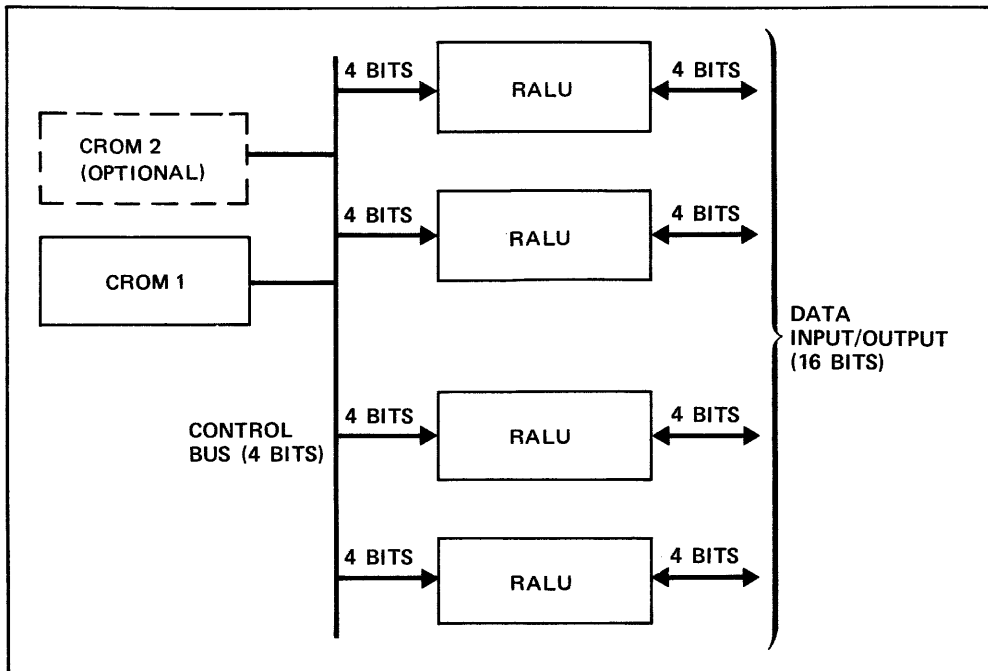 4 BITS
RALU
4 BITS
CROM 2
(OPTIONAL)
4 BITS
RALU
4 BITS
CROM 1
DATA
INPUT/OUTPUT
(16 BITS)
4 BITS
RALU
4 BITS
CONTROL
BUS (4 BITS)
4 BITS
RALU
4 BITS